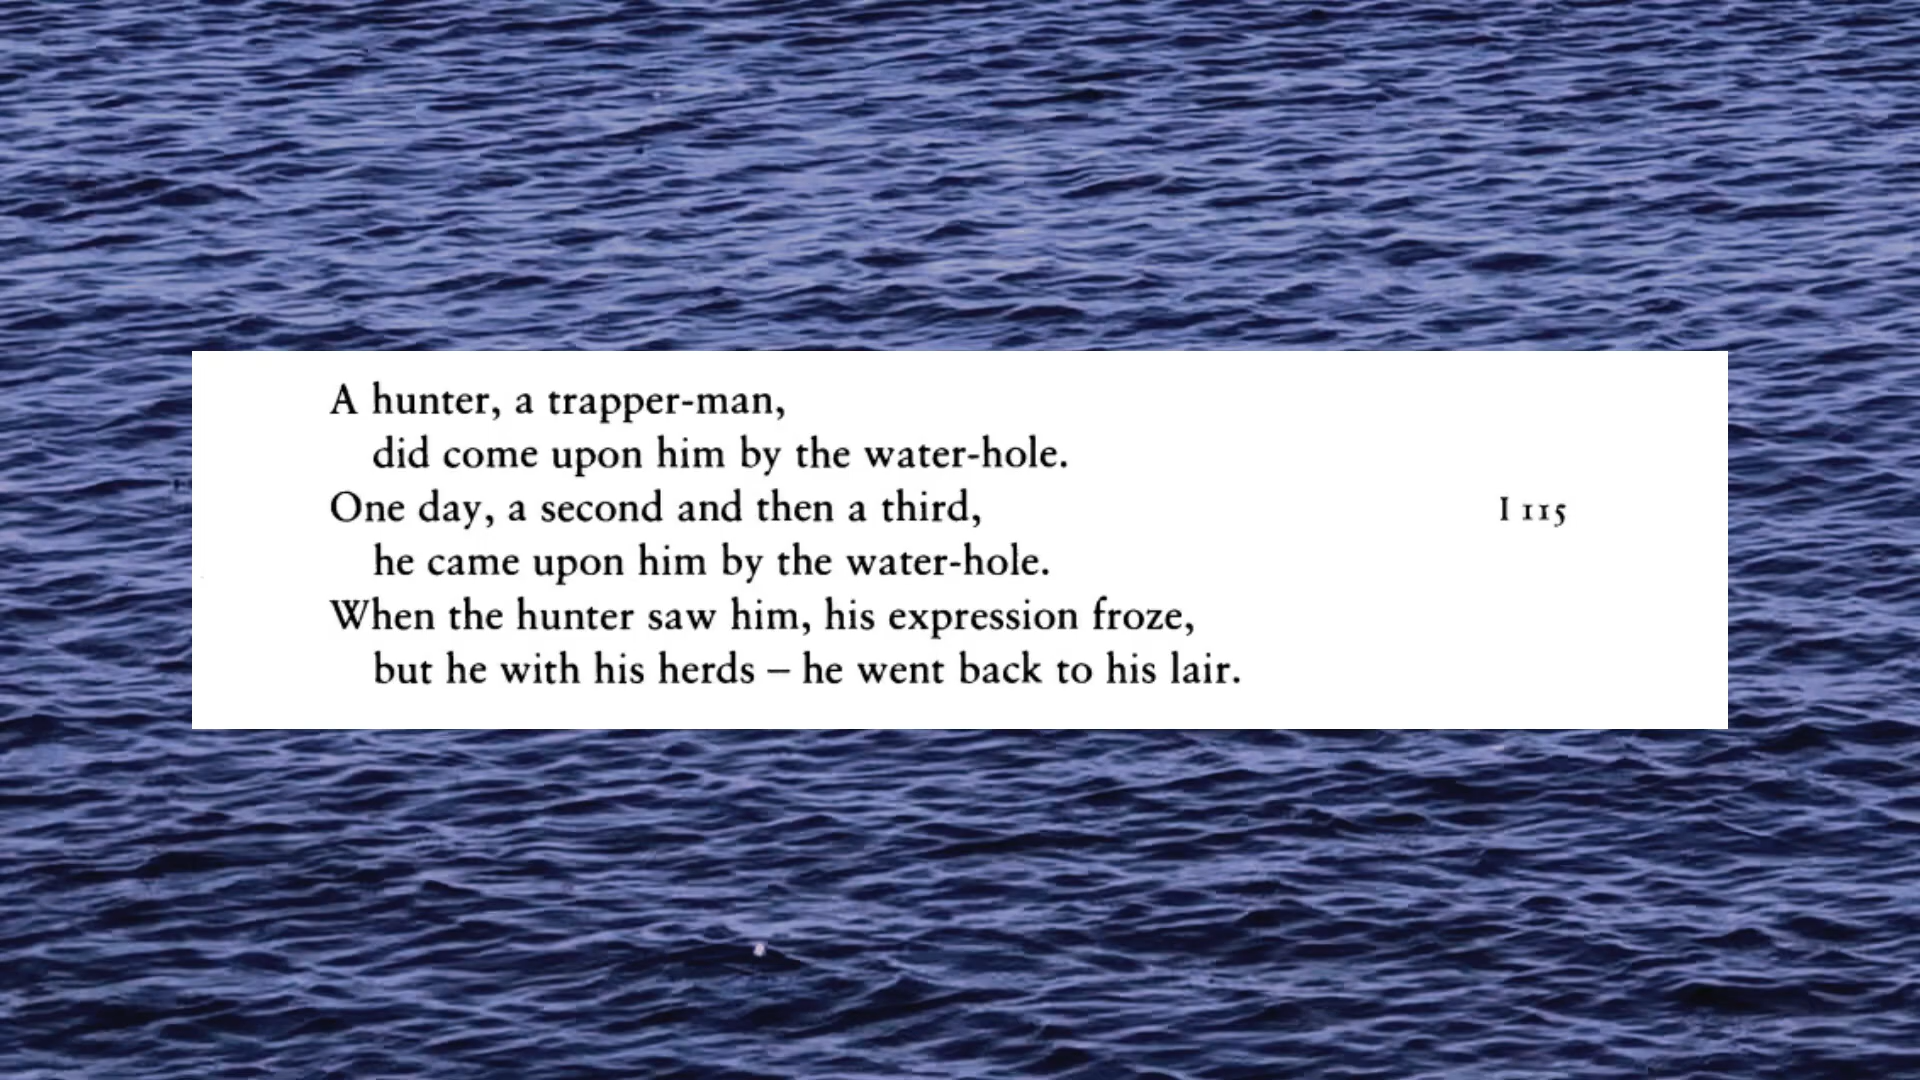 A hunter, a trapper-man,
did come upon him by the water-hole.
One day, a second and then a third, I 115
he came upon him by the water-hole.
When the hunter saw him, his expression froze,
but he with his herds – he went back to his lair.